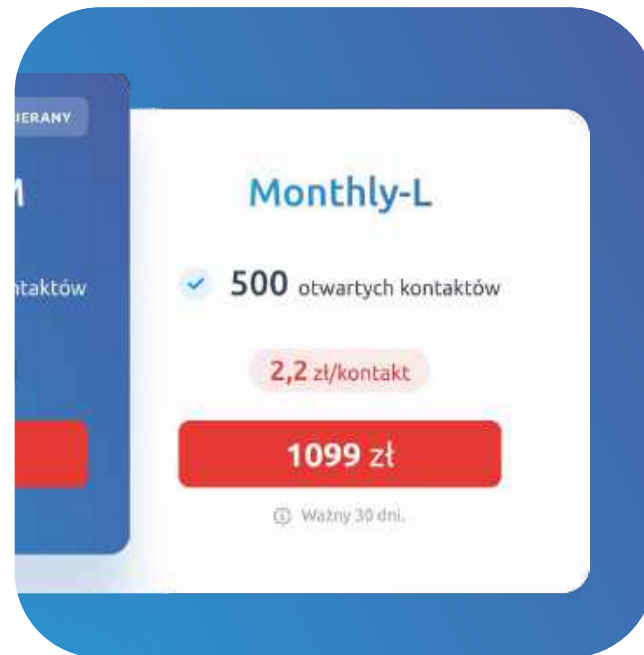 Monthly-L
500 otwartych kontaktów
2,2 zł/kontakt
1099 zł
Ważny 30 dni.